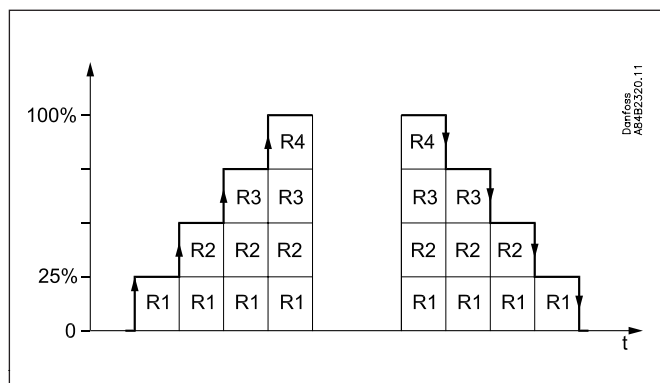 Danfoss
A84B2320.11
100%
R4 R4
R3 R3 R3 R3
R2 R2 R2 R2 R2 R2
25%
R1 R1 R1 R1 R1 R1 R1 R1
0
t